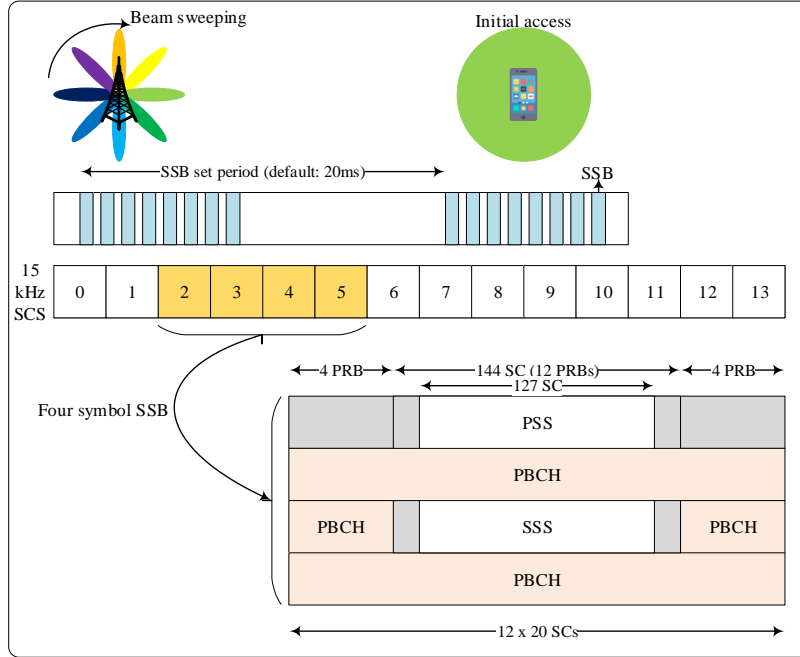 Beam sweeping
Initial access
SSB set period (default: 20ms)
SSB
15
kHz
SCS
0 1 2 3 4 5 6 7 8 9 10 11 12 13
4 PRB 144 SC (12 PRBs) 4 PRB
127 SC
Four symbol SSB
PSS
PBCH
PBCH SSS PBCH
PBCH
12 x 20 SCs